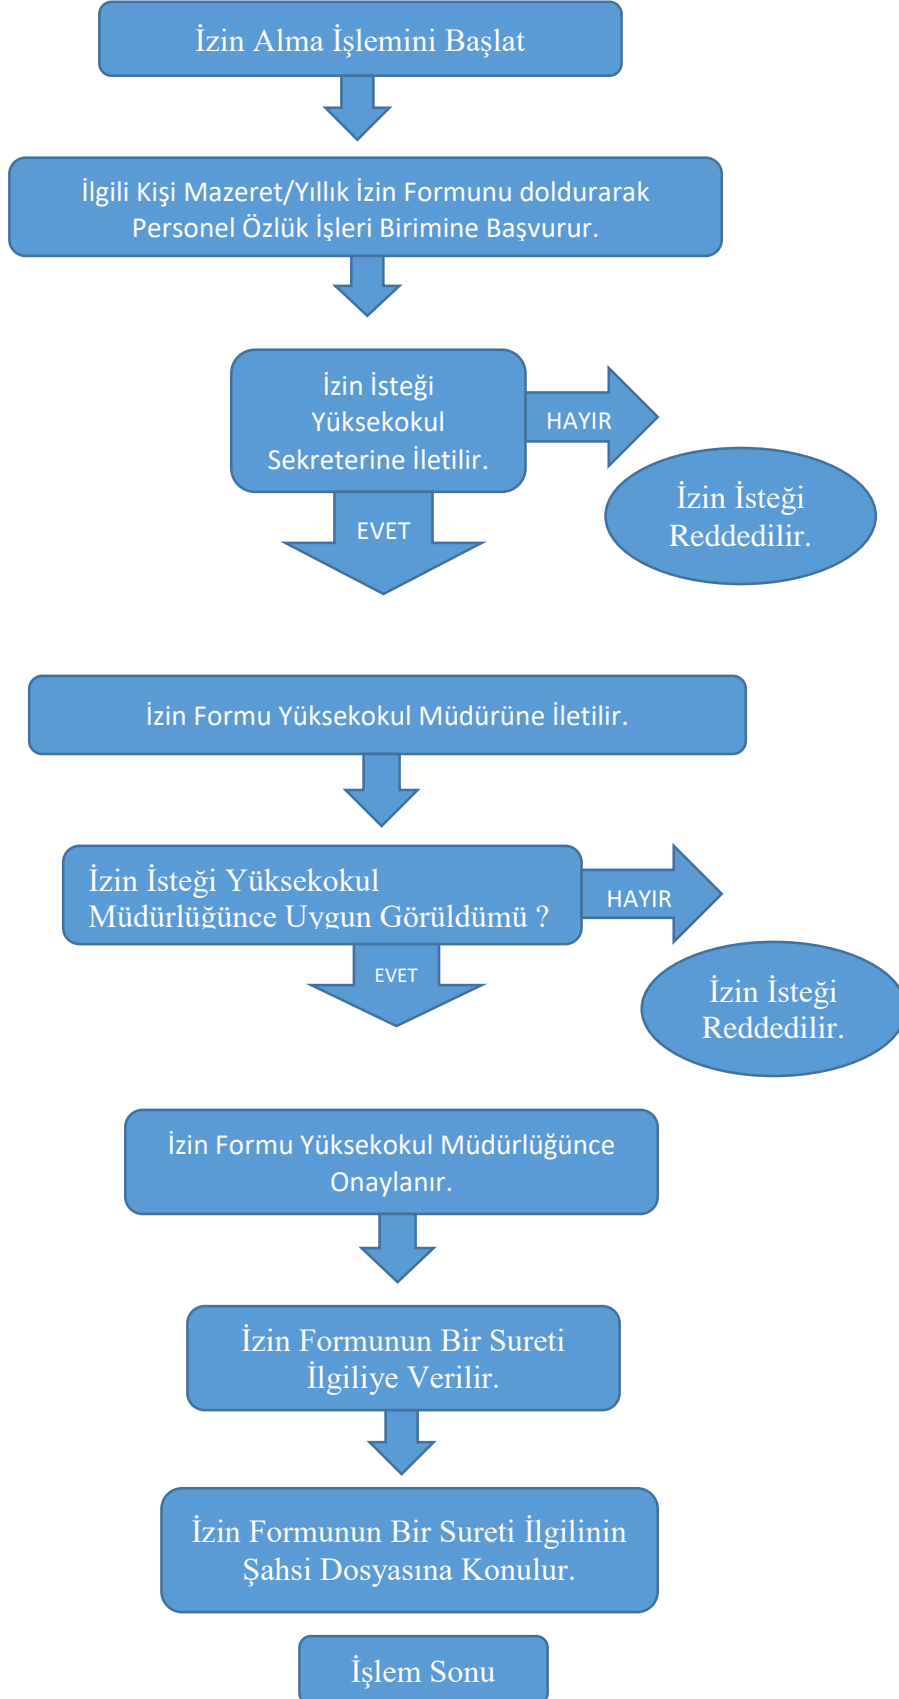 İzin Alma İşlemini Başlat
İlgili Kişi Mazeret/Yıllık İzin Formunu doldurarak
Personel Özlük İşleri Birimine Başvurur.
İzin İsteği
Yüksekokul
Sekreterine İletilir.
HAYIR
İzin İsteği
Reddedilir.
EVET
İzin Formu Yüksekokul Müdürüne İletilir.
İzin İsteği Yüksekokul
Müdürlüğünce Uygun Görüldümü ?
HAYIR
EVET
İzin İsteği
Reddedilir.
İzin Formu Yüksekokul Müdürlüğünce
Onaylanır.
İzin Formunun Bir Sureti
İlgiliye Verilir.
İzin Formunun Bir Sureti İlgilinin
Şahsi Dosyasına Konulur.
İşlem Sonu